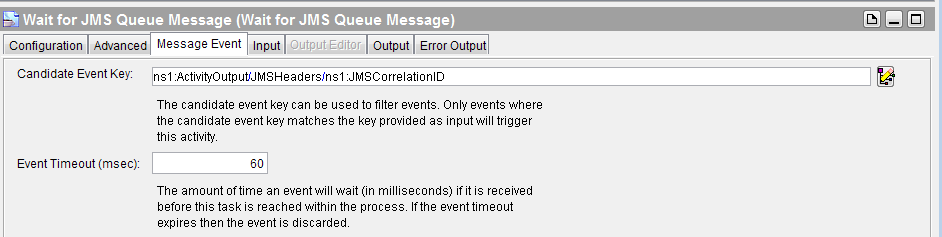 Wait for JMS Queue Message (Wait for JMS Queue Message)
Configuration Advanced Message Event Input Output Editor Output Error Output
Candidate Event Key: ns1:ActivityOutput/JMSHeaders/ns1:JMSCorrelationID
The candidate event key can be used to filter events. Only events where
the candidate event key matches the key provided as input will trigger
this activity.
Event Timeout (msec): 60
The amount of time an event will wait (in milliseconds) if it is received
before this task is reached within the process. If the event timeout
expires then the event is discarded.